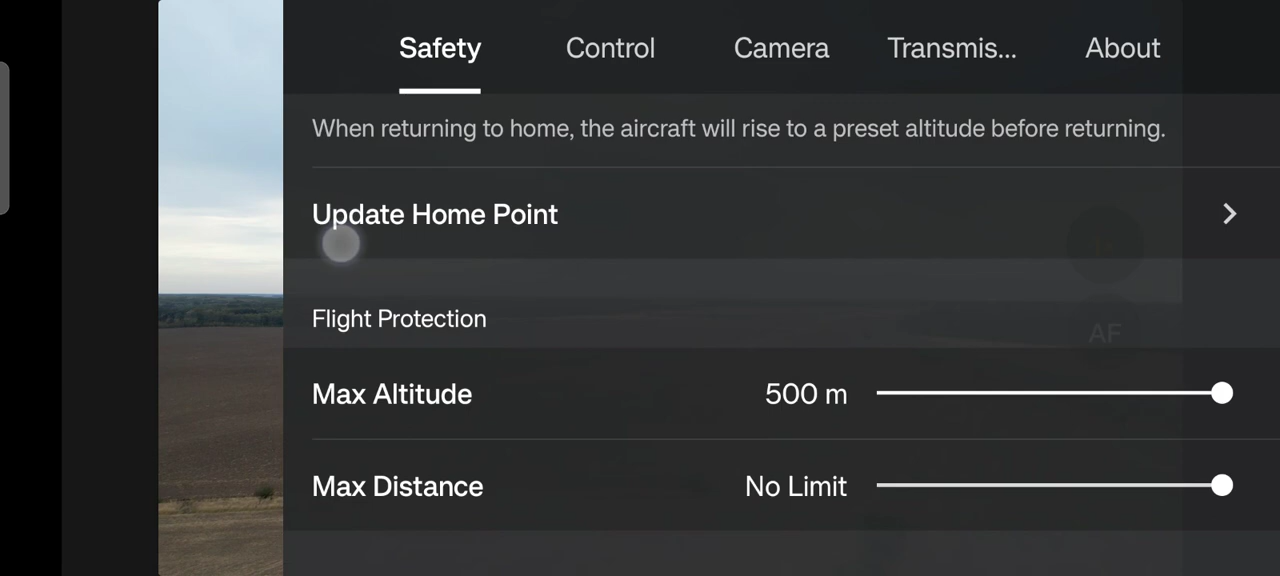 Safety Control Camera Transmis... About
When returning to home, the aircraft will rise to a preset altitude before returning.
Update Home Point
Flight Protection
AF
Max Altitude 500 m
Max Distance No Limit